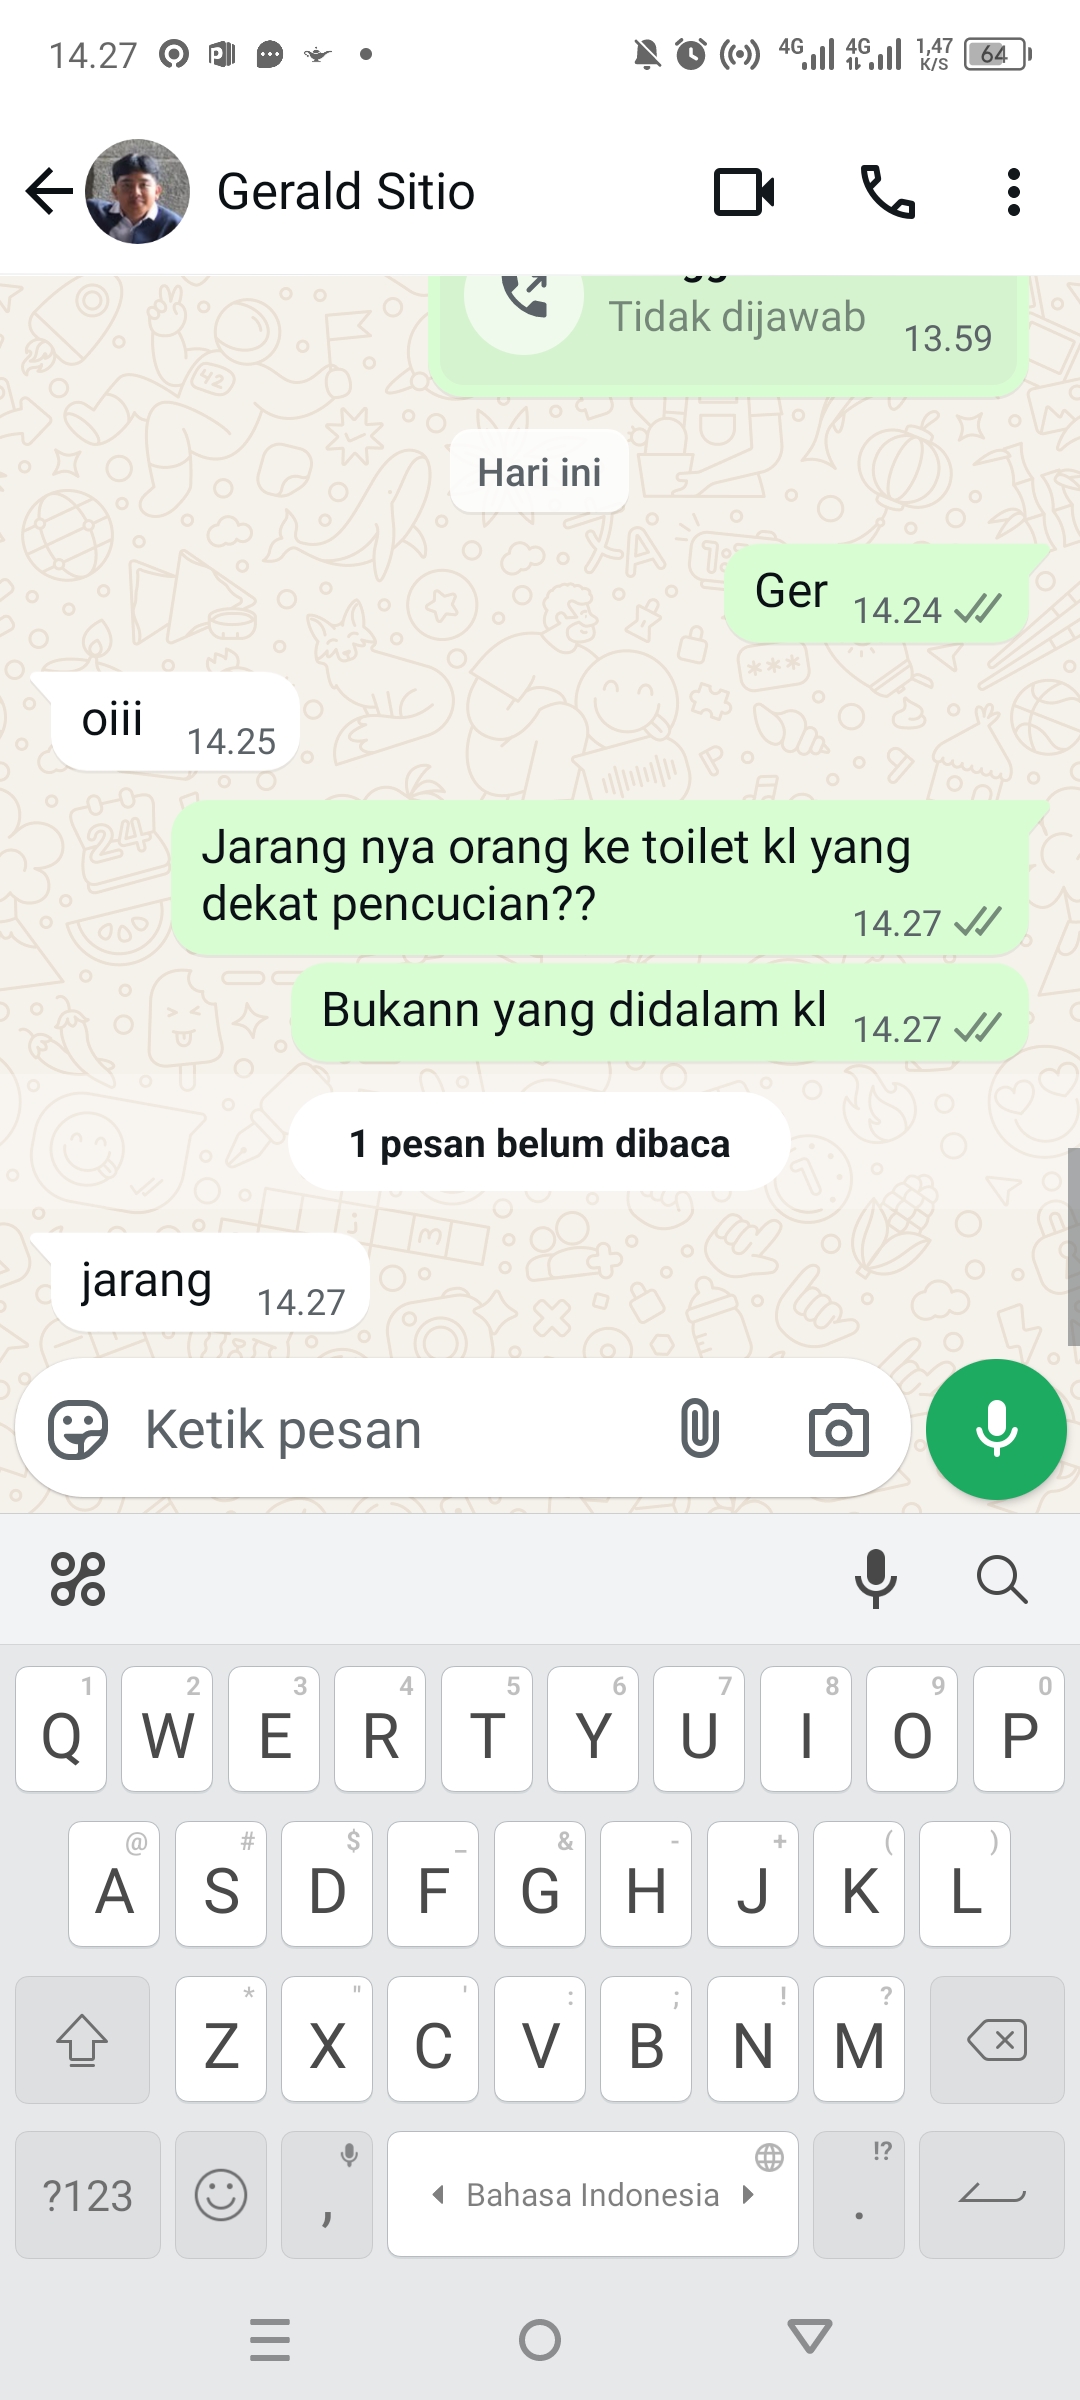 14.27
4G 4G 1,47 K/S 64
Gerald Sitio
Tidak dijawab 13.59
Hari ini
Ger 14.24
oiii 14.25
Jarang nya orang ke toilet kl yang
dekat pencucian?? 14.27
Bukann yang didalam kl 14.27
1 pesan belum dibaca
jarang 14.27
Ketik pesan
1 2 3 4 5 6 7 8 9 0
Q W E R T Y U I O P
@ # $ _ & - + ( )
A S D F G H J K L
* " ' : ; ! ?
Z X C V B N M
!?
?123 , Bahasa Indonesia .